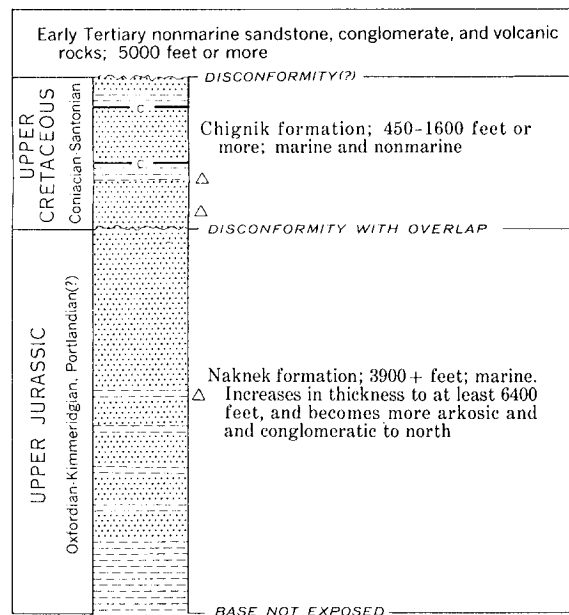 Early Tertiary nonmarine sandstone, conglomerate, and volcanic
rocks; 5000 feet or more
DISCONFORMITY(?)
UPPER
CRETACEOUS
Coniacian-Santonian
C
C
Chignik formation; 450-1600 feet or
more; marine and nonmarine
DISCONFORMITY WITH OVERLAP
UPPER JURASSIC
Oxfordian-Kimmeridgian, Portlandian(?)
Naknek formation; 3900 + feet; marine.
Increases in thickness to at least 6400
feet, and becomes more arkosic and
and conglomeratic to north
BASE NOT EXPOSED